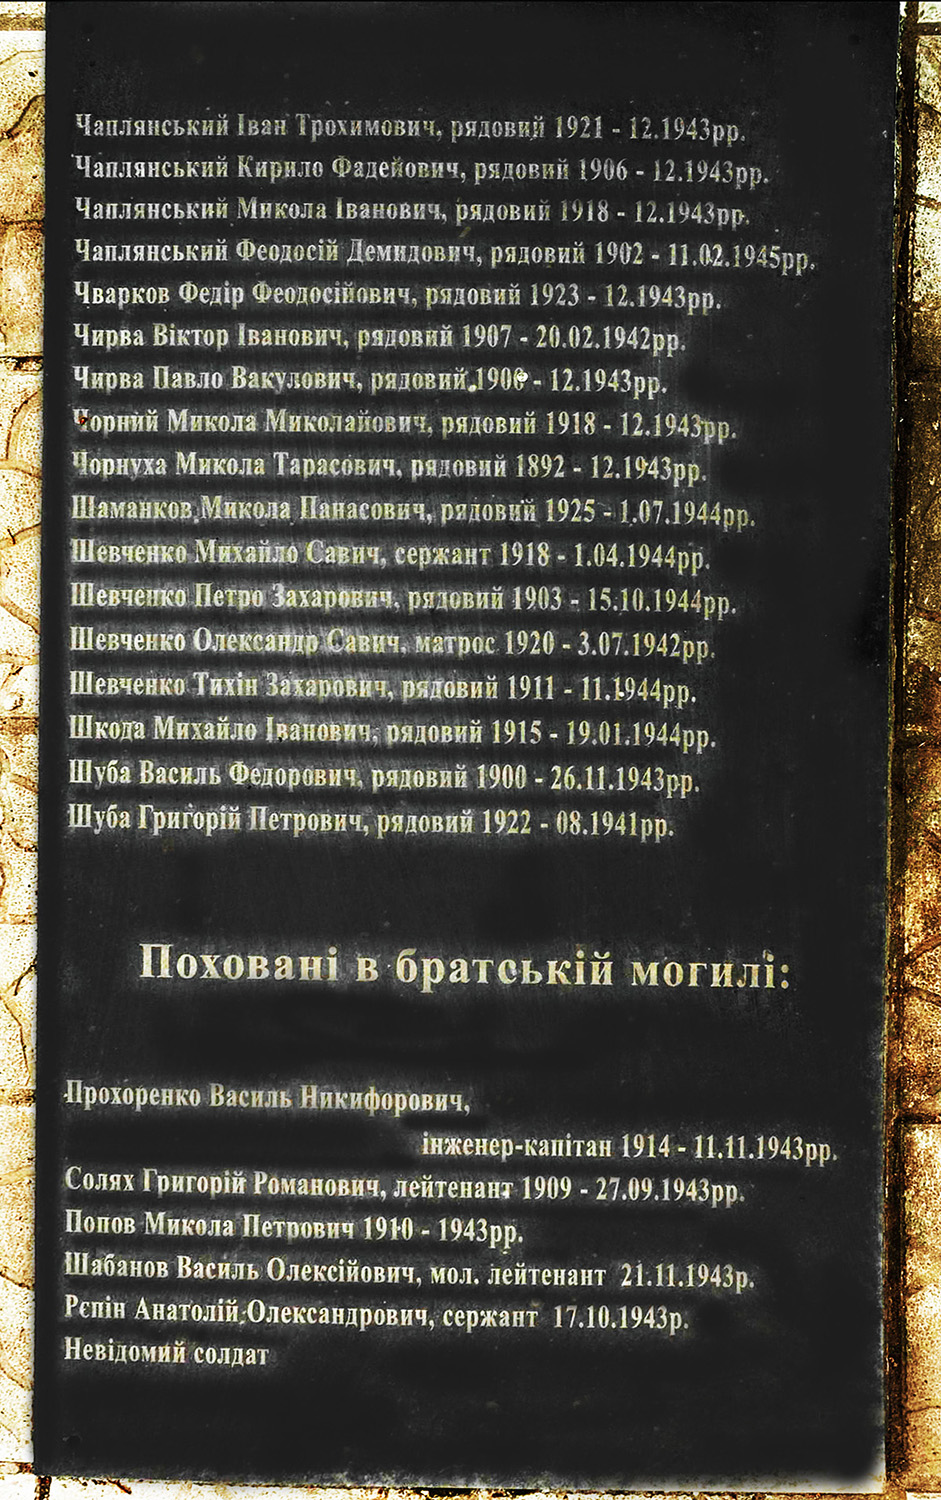 Чаплянський Іван Трохимович, рядовий 1921 - 12.1943рр.
Чаплянський Кирило Фадейович, рядовий 1906 - 12.1943рр.
Чаплянський Микола Іванович, рядовий 1918 - 12.1943рр.
Чаплянський Феодосій Демидович, рядовий 1902 - 11.02.1945рр.
Чварков Федір Феодосійович, рядовий 1923 - 12.1943рр.
Чирва Віктор Іванович, рядовий 1907 - 20.02.1942рр.
Чирва Павло Вакулович, рядовий 1906 - 12.1943рр.
Чорний Микола Миколайович, рядовий 1918 - 12.1943рр.
Чорнуха Микола Тарасович, рядовий 1892 - 12.1943рр.
Шаманков Микола Панасович, рядовий 1925 - 1.07.1944рр.
Шевченко Михайло Савич, сержант 1918 - 1.04.1944рр.
Шевченко Петро Захарович, рядовий 1903 - 15.10.1944рр.
Шевченко Олександр Савич, матрос 1920 - 3.07.1942рр.
Шевченко Тихін Захарович, рядовий 1911 - 11.1944рр.
Шкода Михайло Іванович, рядовий 1915 - 19.01.1944рр.
Шуба Василь Федорович, рядовий 1900 - 26.11.1943рр.
Шуба Григорій Петрович, рядовий 1922 - 08.1941рр.
Поховані в братській могилі:
Прохоренко Василь Никифорович,
інженер-капітан 1914 - 11.11.1943рр.
Солях Григорій Романович, лейтенант 1909 - 27.09.1943рр.
Попов Микола Петрович 1910 - 1943рр.
Шабанов Василь Олексійович, мол. лейтенант 21.11.1943р.
Рєпін Анатолій Олександрович, сержант 17.10.1943р.
Невідомий солдат